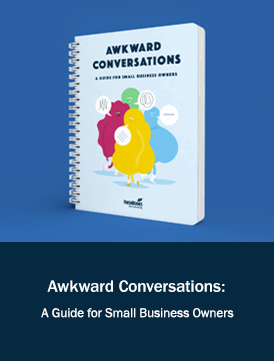 AWKWARD
CONVERSATIONS
A GUIDE FOR SMALL BUSINESS OWNERS
Awkward Conversations:
A Guide for Small Business Owners